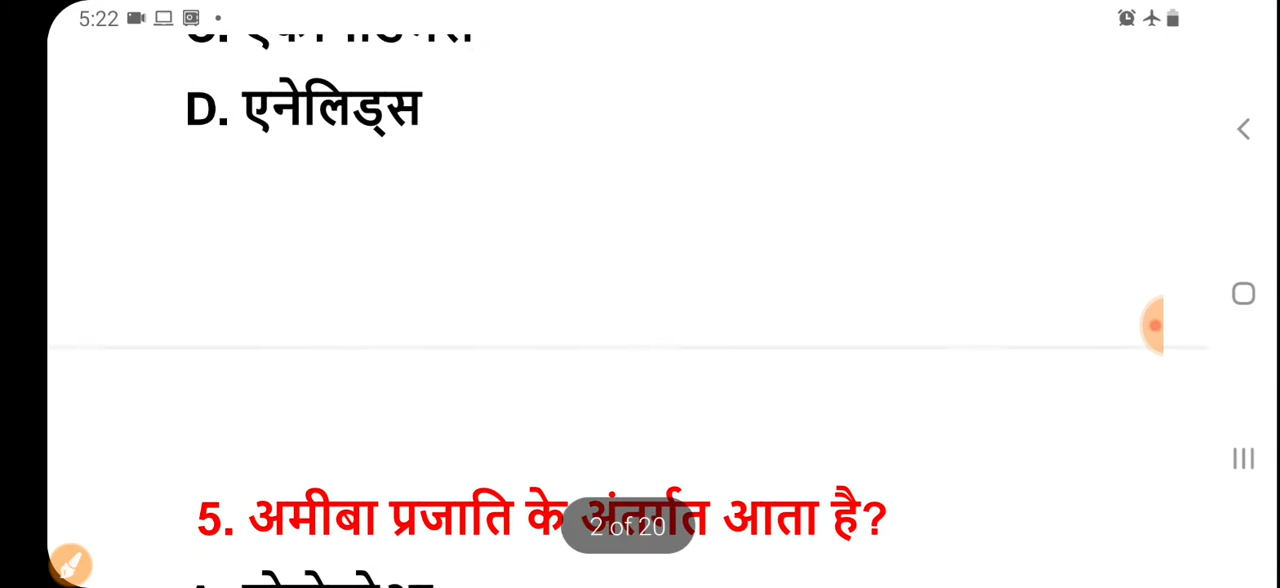 5:22
D. एनेलिड्स
5. अमीबा प्रजाति के अंतर्गत आता है?
2 of 20